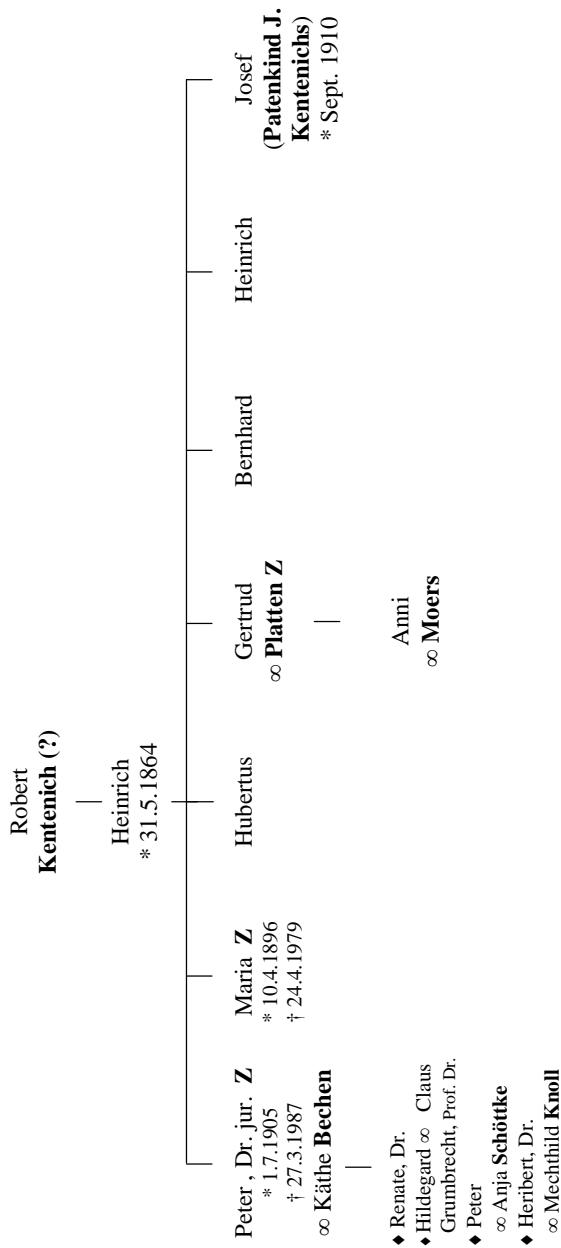 Robert
Kentenich (?)
Heinrich
* 31.5.1864
Peter , Dr. jur. Z
* 1.7.1905
† 27.3.1987
∞ Käthe Bechen
♦ Renate, Dr.
♦ Hildegard ∞ Claus
Grumbrecht, Prof. Dr.
♦ Peter
∞ Anja Schöttke
♦ Heribert, Dr.
∞ Mechthild Knoll
Maria Z
* 10.4.1896
† 24.4.1979
Hubertus
Gertrud
∞ Platten Z
Anni
∞ Moers
Bernhard
Heinrich
Josef
(Patenkind J.
Kentenichs)
* Sept. 1910